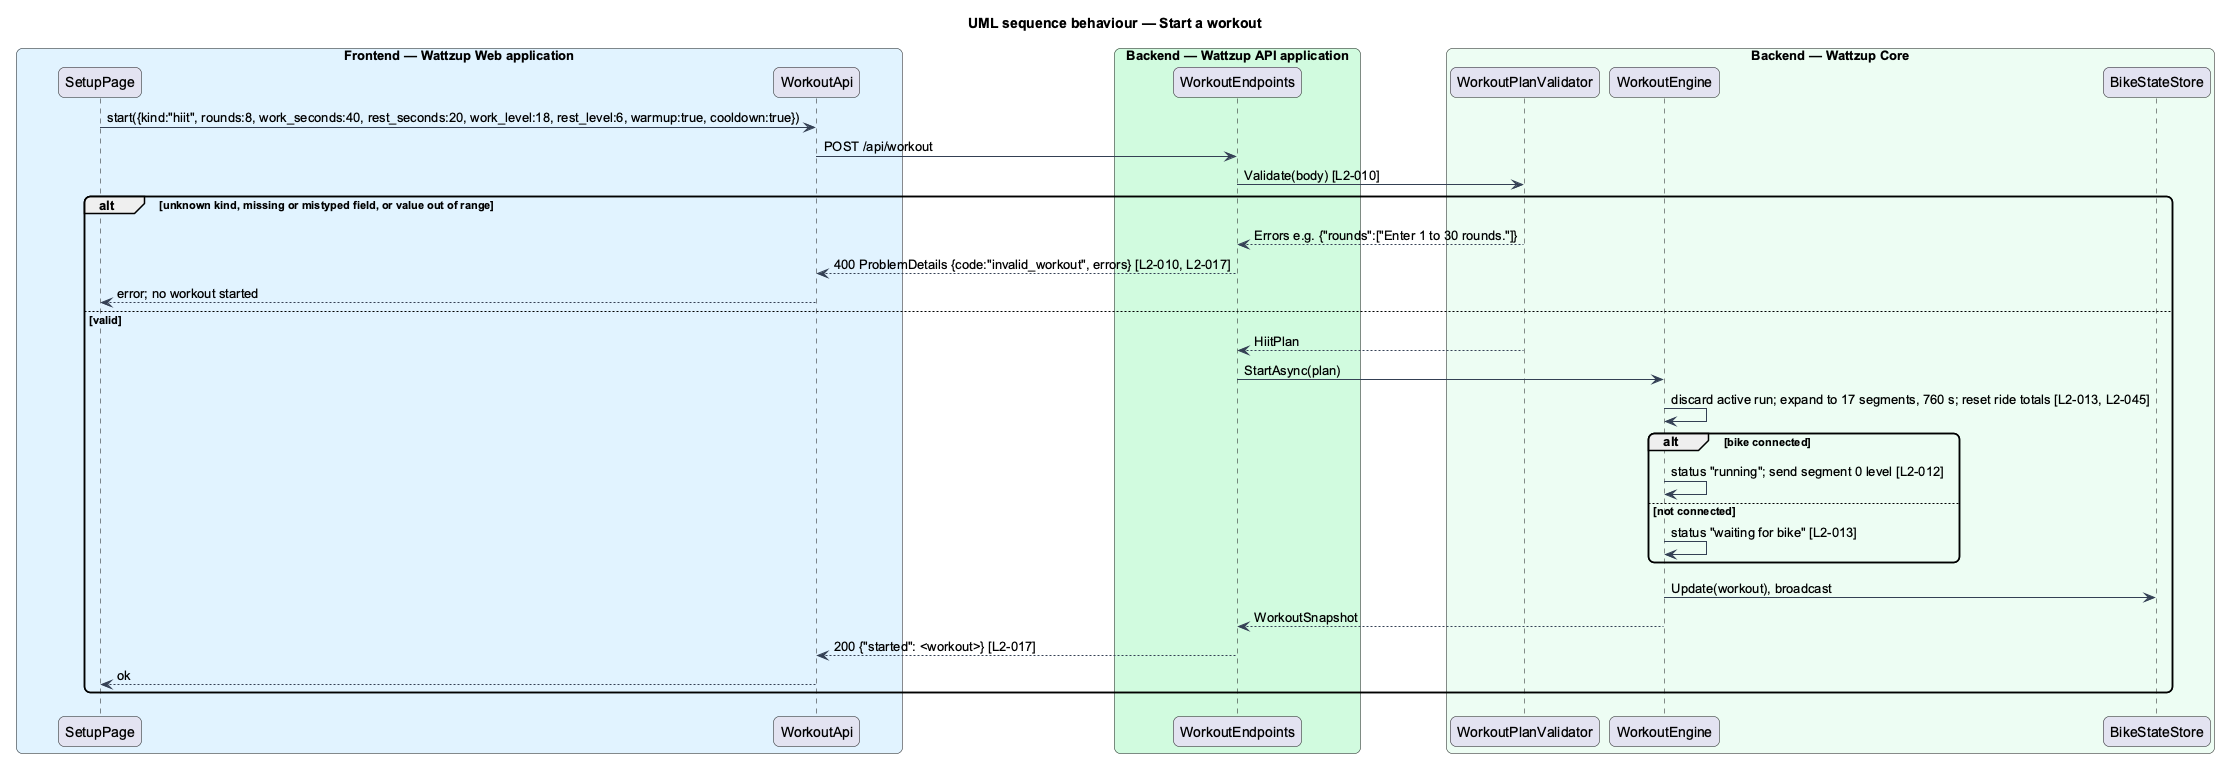 UML sequence behaviour — Start a workout
Frontend — Wattzup Web application
Backend — Wattzup API application
Backend — Wattzup Core
SetupPage
WorkoutApi
WorkoutEndpoints
WorkoutPlanValidator
WorkoutEngine
BikeStateStore
start({kind:"hiit", rounds:8, work_seconds:40, rest_seconds:20, work_level:18, rest_level:6, warmup:true, cooldown:true})
POST /api/workout
Validate(body) [L2-010]
alt
[unknown kind, missing or mistyped field, or value out of range]
Errors e.g. {"rounds":["Enter 1 to 30 rounds."]}
400 ProblemDetails {code:"invalid_workout", errors} [L2-010, L2-017]
error; no workout started
[valid]
HiitPlan
StartAsync(plan)
discard active run; expand to 17 segments, 760 s; reset ride totals [L2-013, L2-045]
alt
[bike connected]
status "running"; send segment 0 level [L2-012]
[not connected]
status "waiting for bike" [L2-013]
Update(workout), broadcast
WorkoutSnapshot
200 {"started": <workout>} [L2-017]
ok
SetupPage
WorkoutApi
WorkoutEndpoints
WorkoutPlanValidator
WorkoutEngine
BikeStateStore